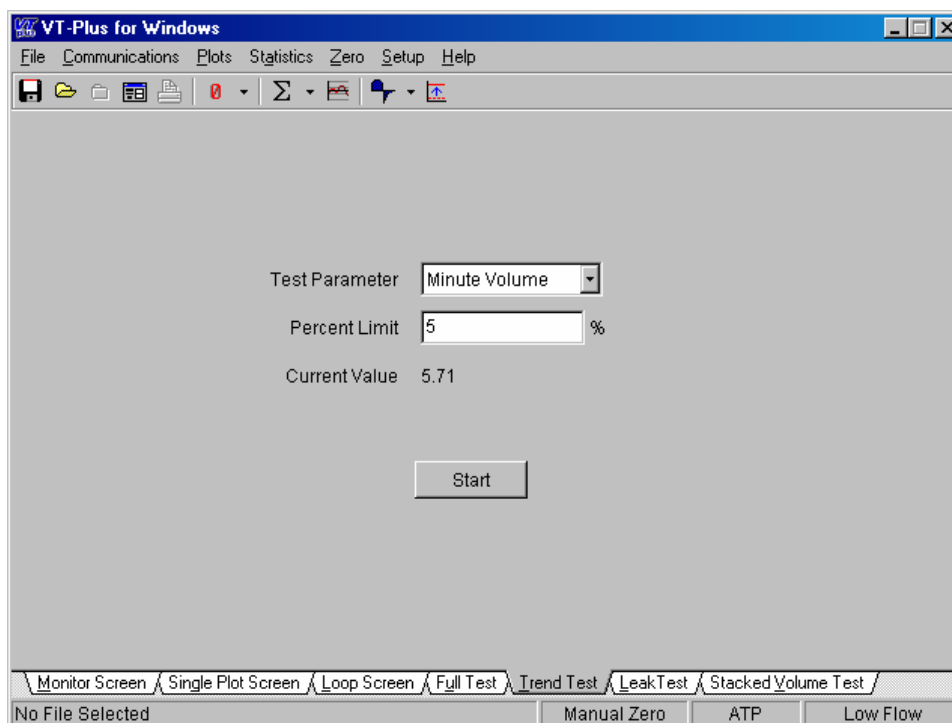 VT-Plus for Windows
File Communications Plots Statistics Zero Setup Help
0 Σ
Test Parameter Minute Volume
Percent Limit 5 %
Current Value 5.71
Start
Monitor Screen Single Plot Screen Loop Screen Full Test Trend Test LeakTest Stacked Volume Test
No File Selected Manual Zero ATP Low Flow